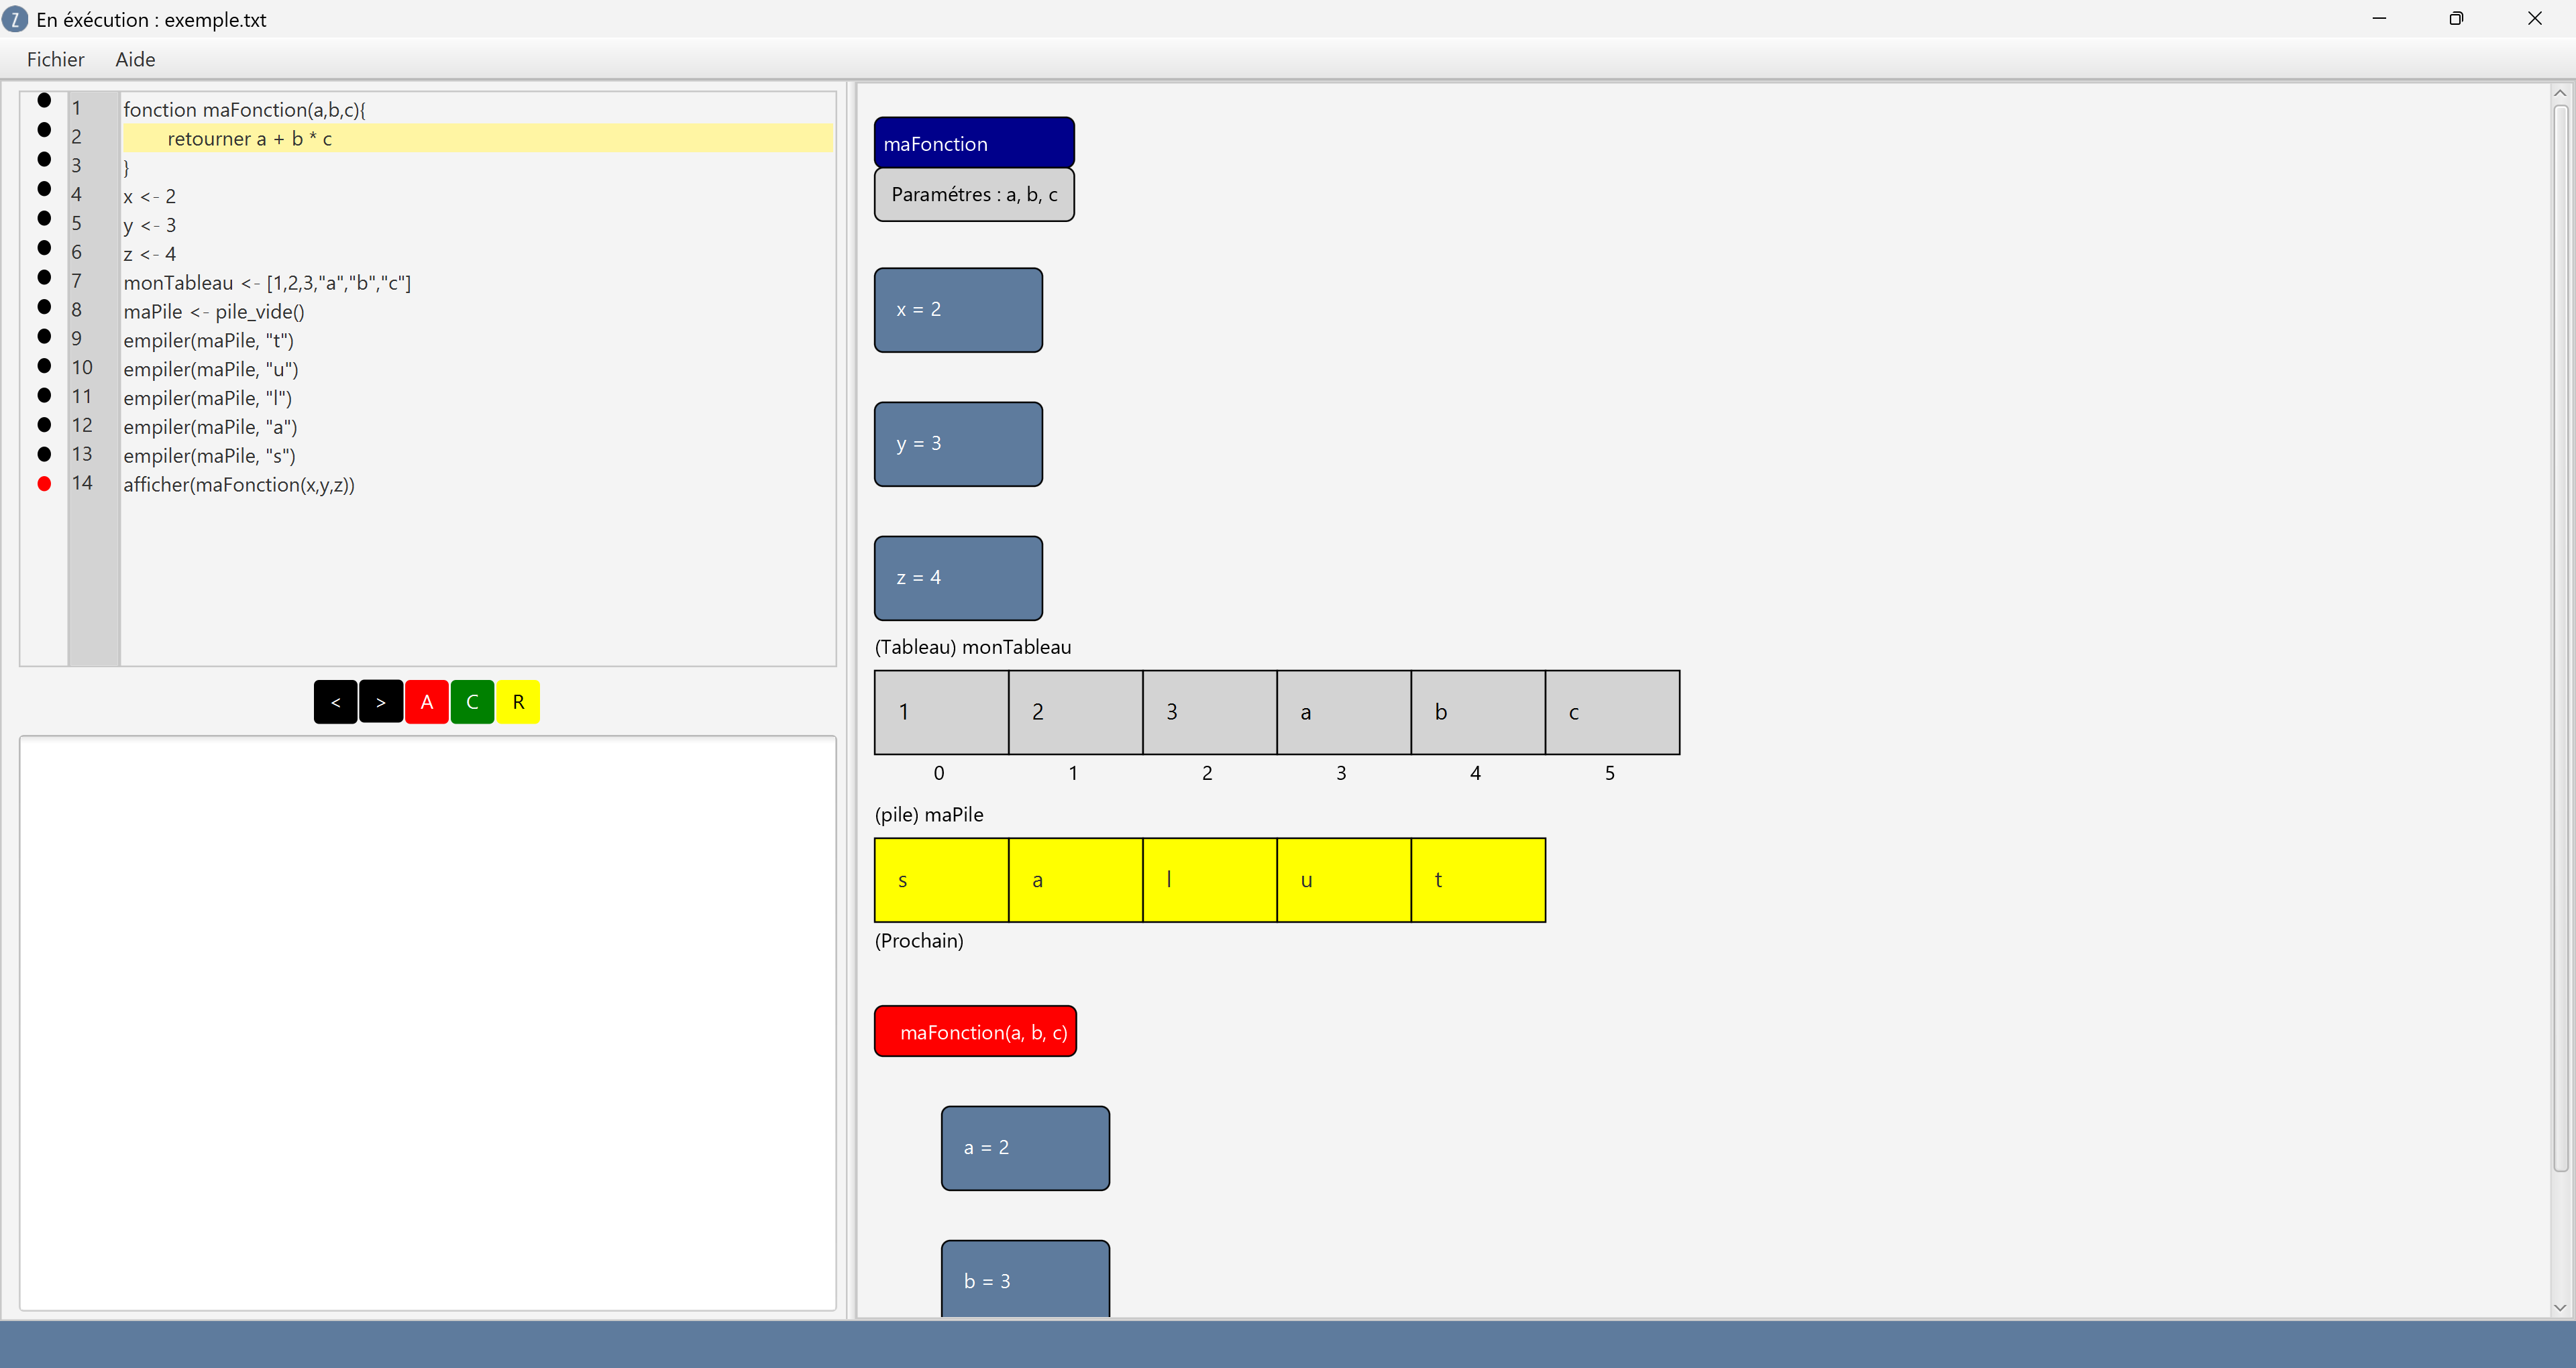 Z En éxécution : exemple.txt
Fichier Aide
1 fonction maFonction(a,b,c){
2 retourner a + b * c
3 }
4 x <- 2
5 y <- 3
6 z <- 4
7 monTableau <- [1,2,3,"a","b","c"]
8 maPile <- pile_vide()
9 empiler(maPile, "t")
10 empiler(maPile, "u")
11 empiler(maPile, "l")
12 empiler(maPile, "a")
13 empiler(maPile, "s")
14 afficher(maFonction(x,y,z))
< > A C R
maFonction
Paramétres : a, b, c
x = 2
y = 3
z = 4
(Tableau) monTableau
1 2 3 a b c
0 1 2 3 4 5
(pile) maPile
s a l u t
(Prochain)
maFonction(a, b, c)
a = 2
b = 3